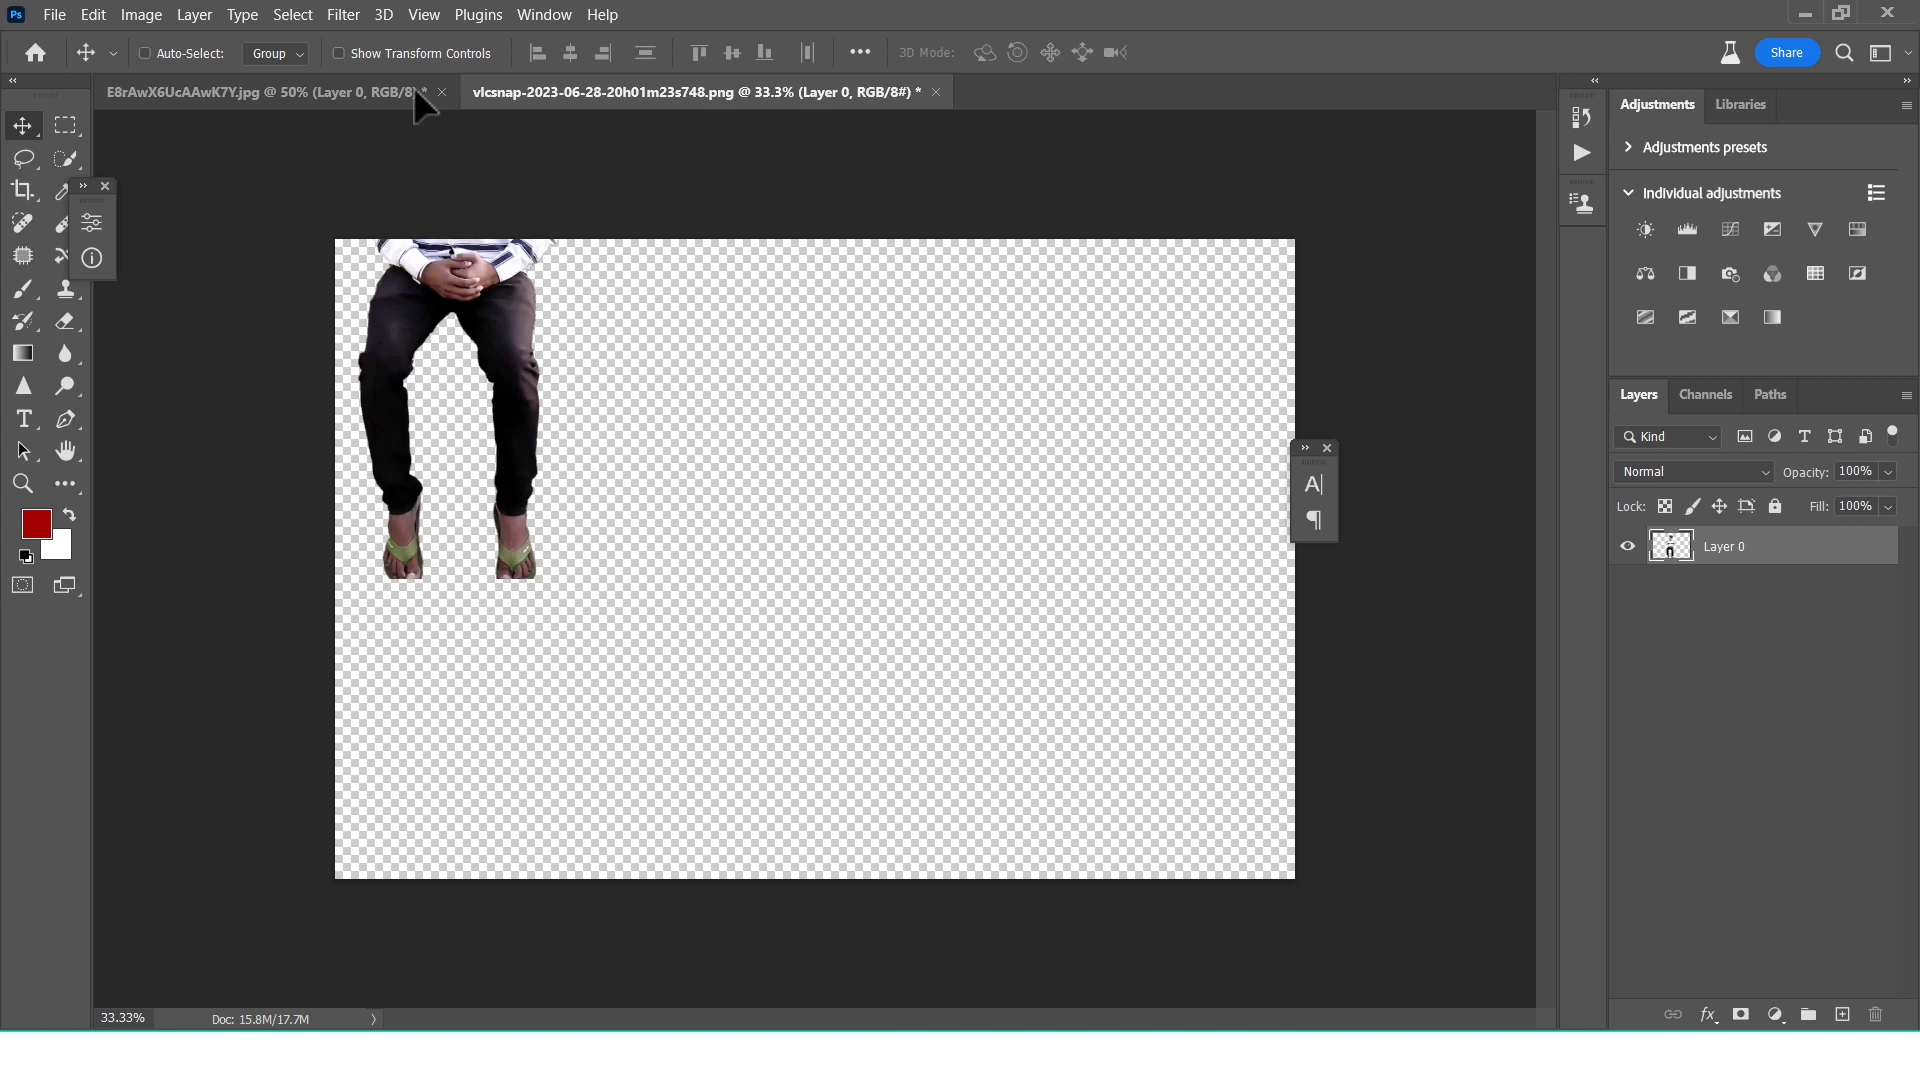 Ps File Edit Image Layer Type Select Filter 3D View Plugins Window Help
Auto-Select: Group Show Transform Controls 3D Mode: Share
E8rAwX6UcAAwK7Y.jpg @ 50% (Layer 0, RGB/8 * vlcsnap-2023-06-28-20h01m23s748.png @ 33.3% (Layer 0, RGB/8#) *
Adjustments Libraries
Adjustments presets
Individual adjustments
Layers Channels Paths
Kind
Normal Opacity: 100%
Lock: Fill: 100%
Layer 0
33.33% Doc: 15.8M/17.7M